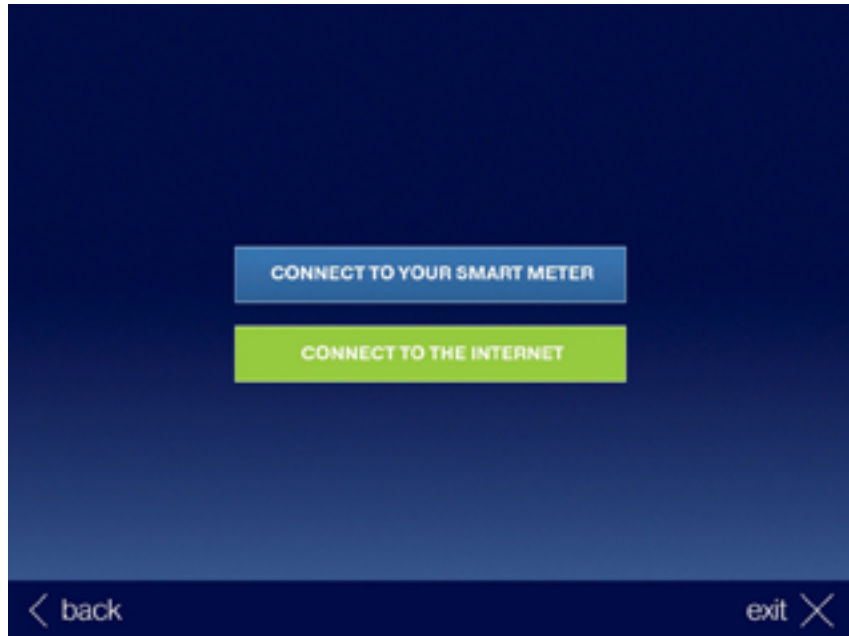 CONNECT TO YOUR SMART METER
CONNECT TO THE INTERNET
back
exit